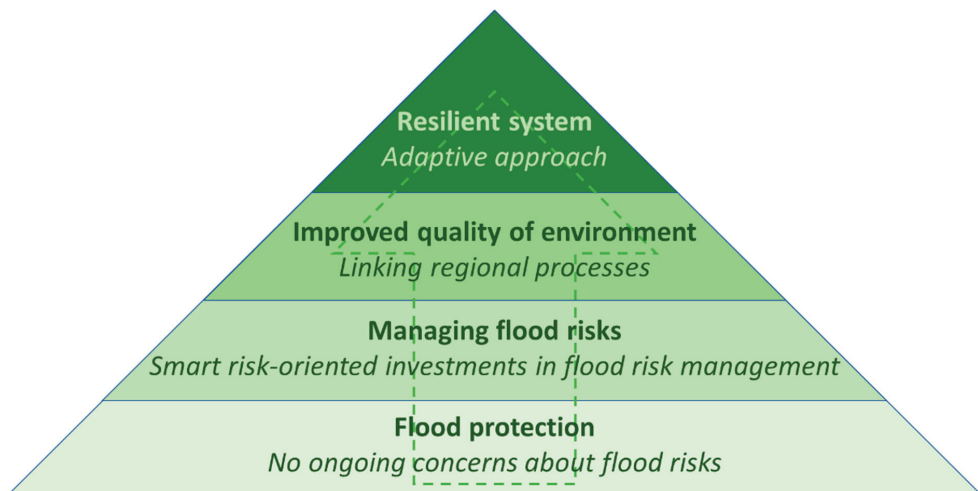 Resilient system
Adaptive approach
Improved quality of environment
Linking regional processes
Managing flood risks
Smart risk-oriented investments in flood risk management
Flood protection
No ongoing concerns about flood risks